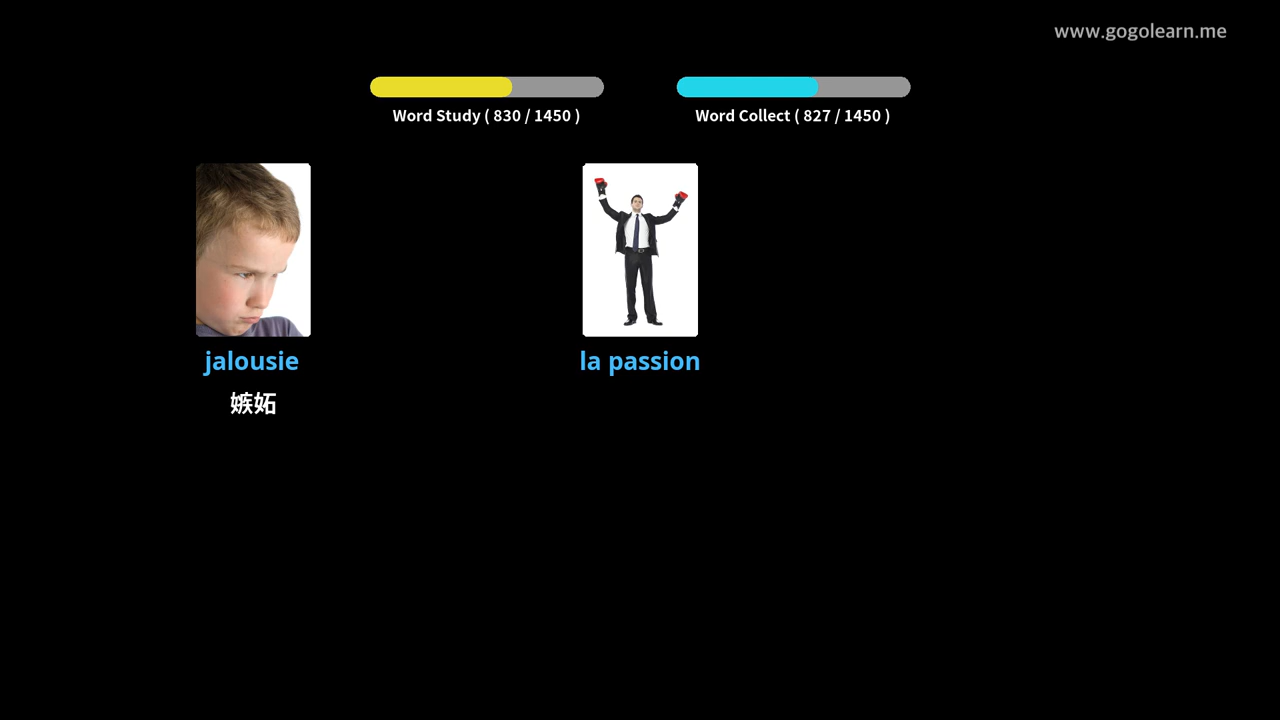 www.gogolearn.me
Word Study ( 830 / 1450 )
Word Collect ( 827 / 1450 )
jalousie
la passion
嫉妬